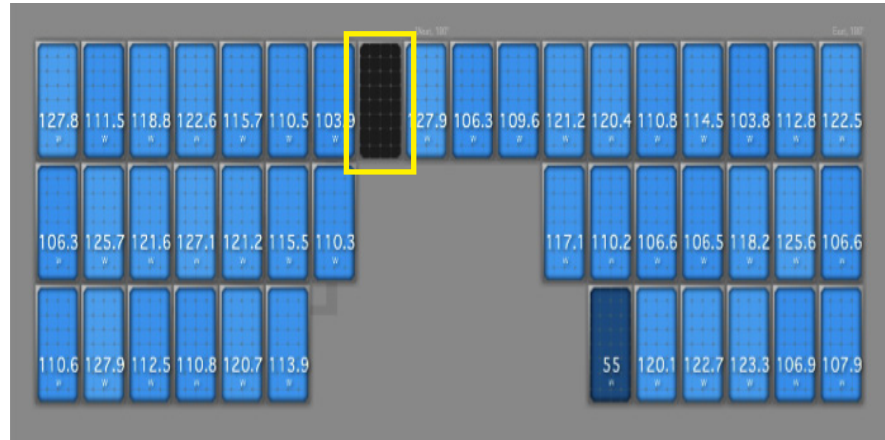 127.8 111.5 118.8 122.6 115.7 110.5 103.9 127.9 106.3 109.6 121.2 120.4 110.8 114.5 103.8 112.8 122.5
W W W W W W W W W W W W W W W W W
106.3 125.7 121.6 127.1 121.2 115.5 110.3 117.1 110.2 106.6 106.5 118.2 125.6 106.6
W W W W W W W W W W W W W W
110.6 127.9 112.5 110.8 120.7 113.9 55 120.1 122.7 123.3 106.9 107.9
W W W W W W W W W W W W